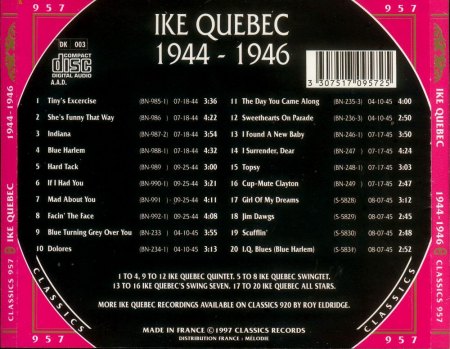 957
957
DK 003
COMPACT
disc
DIGITAL AUDIO
A.A.D.
IKE QUEBEC
1944 - 1946
3 307517 095725
1 Tiny's Excercise (BN-985-1) 07-18-44 3:36
2 She's Funny That Way (BN-986 ) 07-18-44 4:22
3 Indiana (BN-987-2) 07-18-44 3:54
4 Blue Harlem (BN-988-1) 07-18-44 4:33
5 Hard Tack (BN-989 ) 09-25-44 3:23
6 If I Had You (BN-990-1) 09-25-44 3:21
7 Mad About You (BN-991 ) 09-25-44 3:21
8 Facin' The Face (BN-992-1) 09-25-44 4:08
9 Blue Turning Grey Over You (BN-233 ) 04-10-45 4:13
10 Dolores (BN-234-1) 04-10-45 3:13
11 The Day You Came Along (BN-235-3) 04-10-45 4:00
12 Sweethearts On Parade (BN-236-1) 04-10-45 3:12
13 I Found A New Baby (BN-246-1) 07-17-45 3:03
14 I Surrender, Dear (BN-247 ) 07-17-45 3:24
15 Topsy (BN-248-1) 07-17-45 3:03
16 Cup-Mute Clayton (BN-249 ) 07-17-45 3:24
17 Girl Of My Dreams (S-5828) 08-07-45 3:12
18 Jim Dawgs (S-5829) 08-07-45 2:58
19 Scufflin' (S-5830) 08-07-45 2:47
20 I.Q. Blues (Blue Harlem) (S-5831) 08-07-45 2:52
1 TO 4, 9 TO 12 IKE QUEBEC QUINTET. 5 TO 8 IKE QUEBEC SWINGTET.
13 TO 16 IKE QUEBEC'S SWING SEVEN. 17 TO 20 IKE QUEBEC ALL STARS.
MORE IKE QUEBEC RECORDINGS AVAILABLE ON CLASSICS 920 BY ROY ELDRIDGE.
MADE IN FRANCE ©1997 CLASSICS RECORDS
DISTRIBUTION FRANCE : MELODIE
CLASSICS
CLASSICS
957
957
1944-1946
IKE QUEBEC
CLASSICS 957
IKE QUEBEC
1944-1946
CLASSICS 957